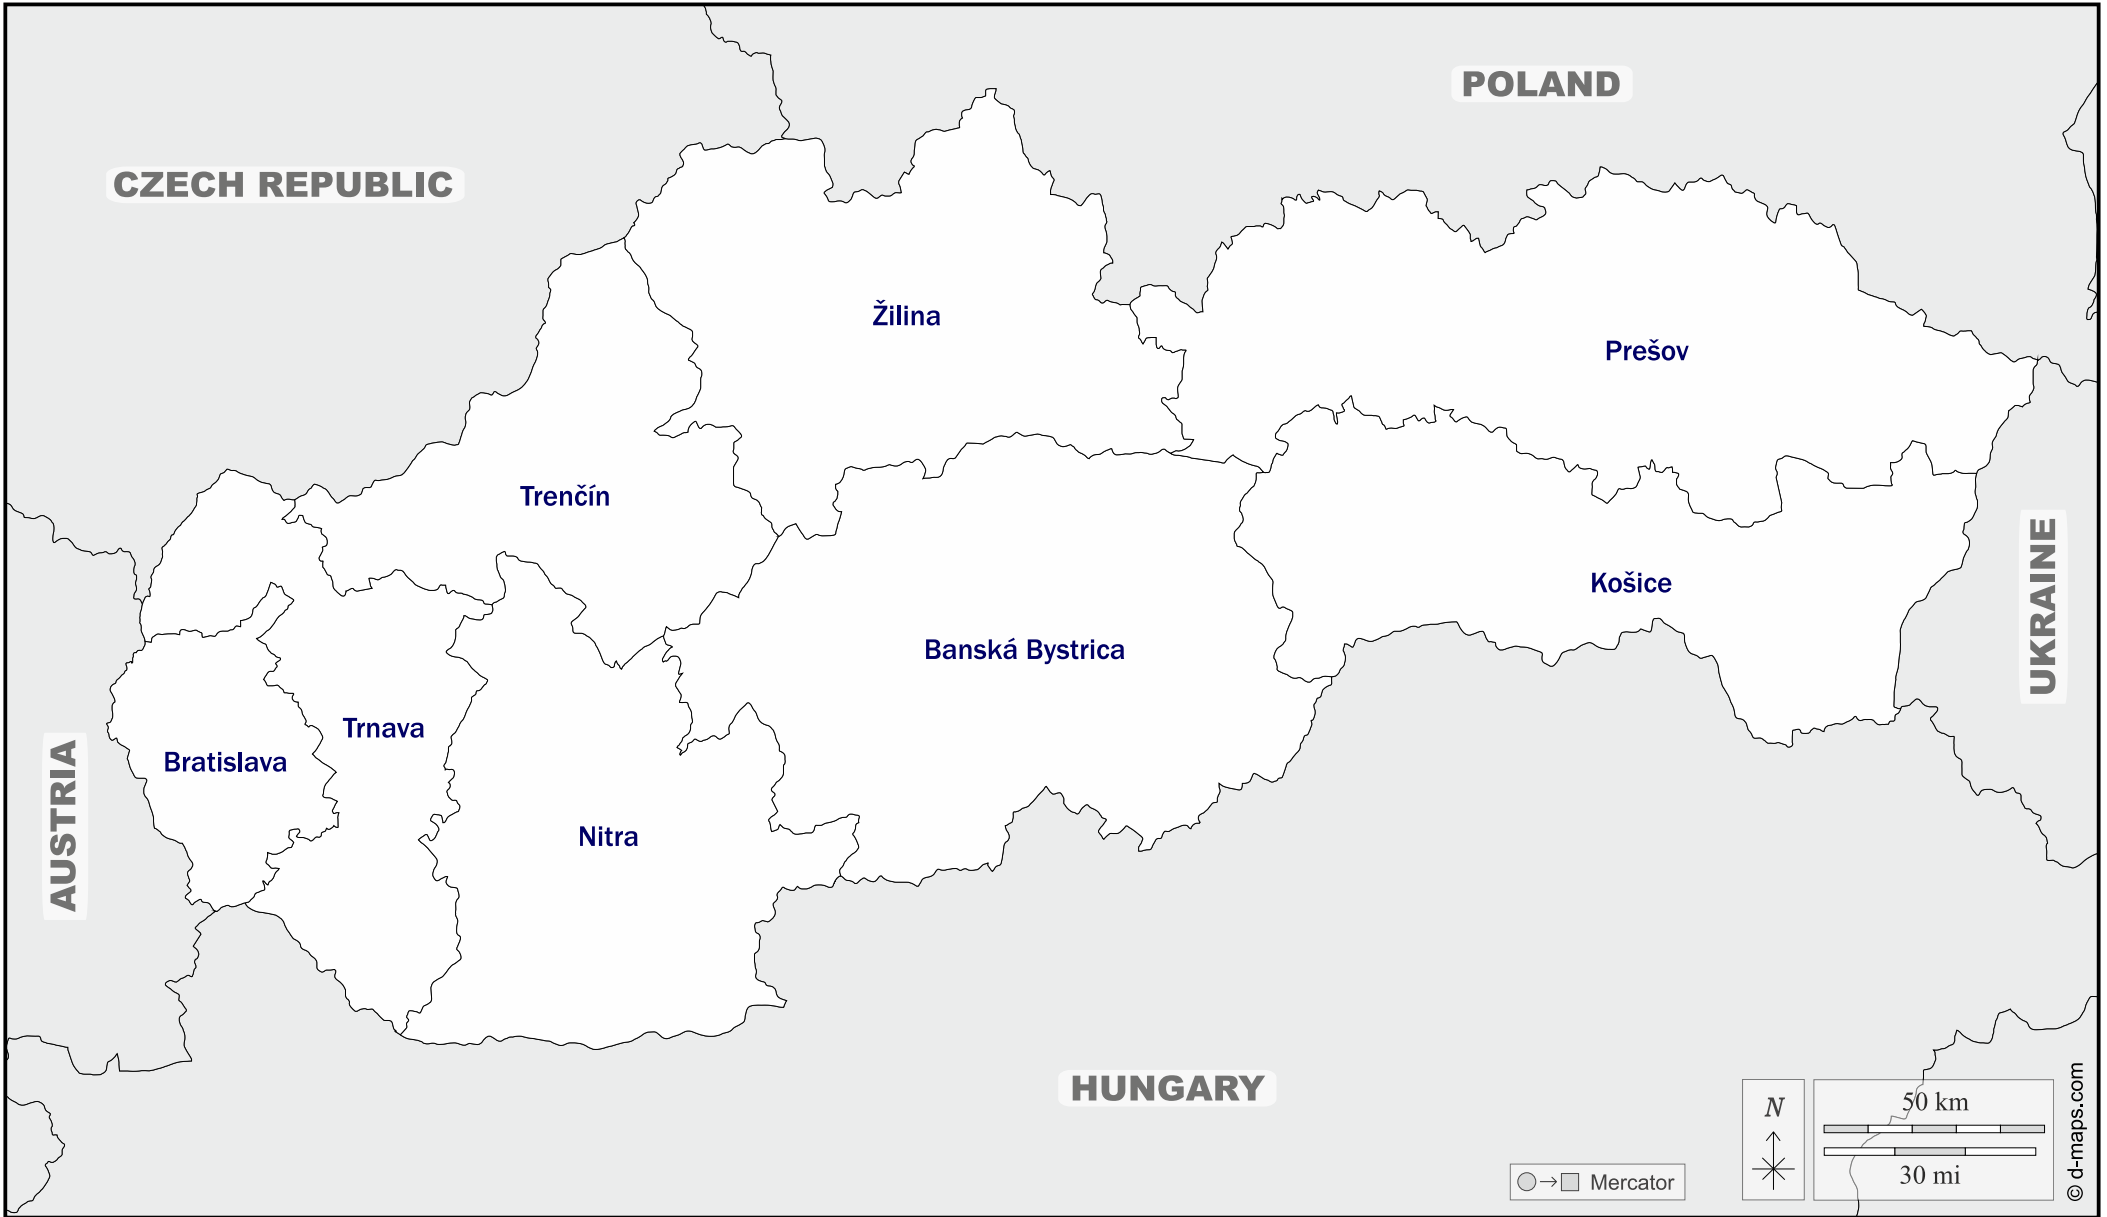 POLAND
CZECH REPUBLIC
Žilina
Prešov
Trenčín
UKRAINE
Košice
Banská Bystrica
Trnava
AUSTRIA
Bratislava
Nitra
HUNGARY
N
50 km
30 mi
Mercator
© d-maps.com